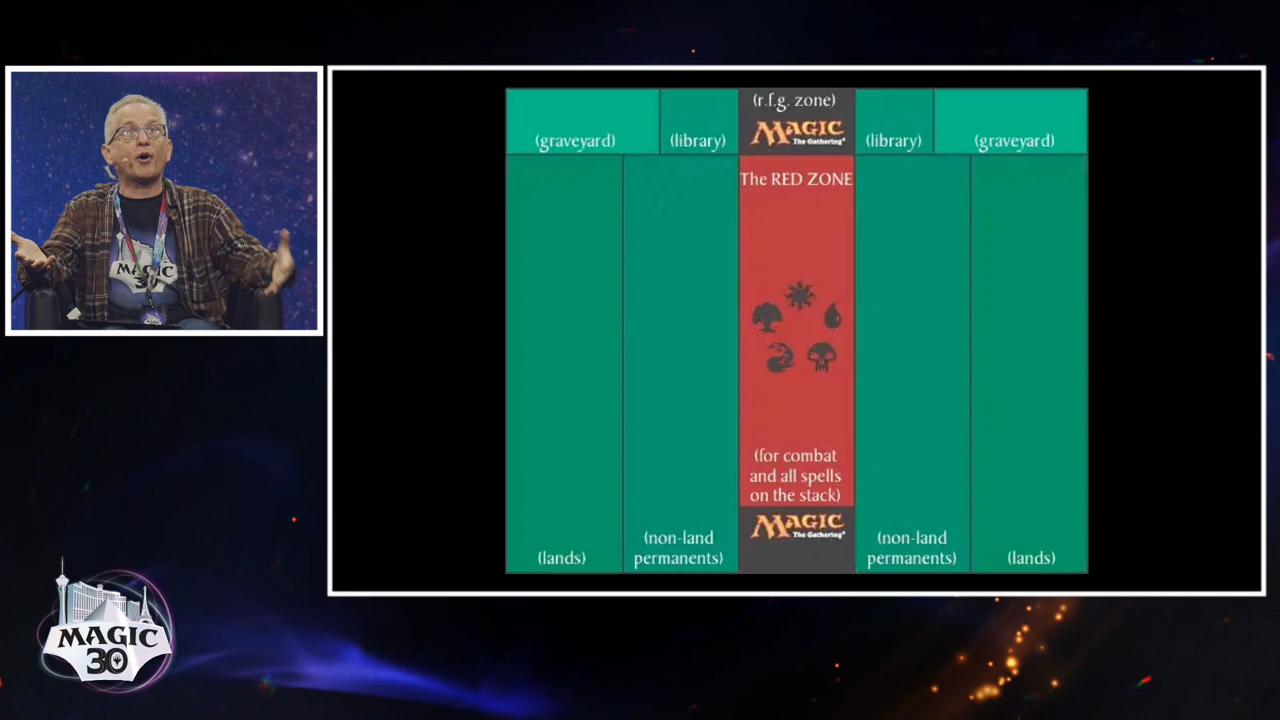 (r.f.g. zone)
MAGIC
The Gathering®
(graveyard)
(library)
(library)
(graveyard)
The RED ZONE
(for combat
and all spells
on the stack)
MAGIC
The Gathering®
(lands)
(non-land
permanents)
(non-land
permanents)
(lands)
MAGIC
30
MAGIC
30